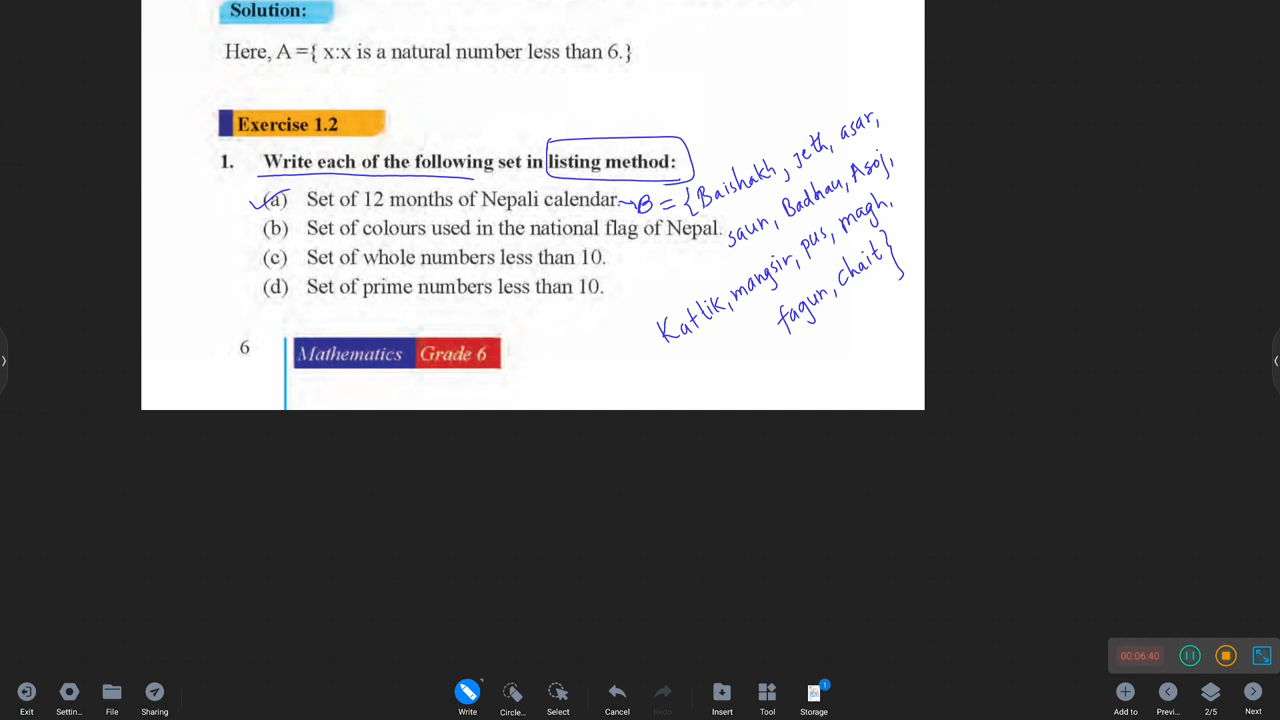 Solution:
Here, A ={ x:x is a natural number less than 6.}
Exercise 1.2
1. Write each of the following set in listing method:
(a) Set of 12 months of Nepali calendar. → B = {Baishakh, Jeth, asar,
saun, Badhau, Asoj,
Katlik, mangsir, pus, magh,
fagun, chait}
(b) Set of colours used in the national flag of Nepal.
(c) Set of whole numbers less than 10.
(d) Set of prime numbers less than 10.
6 Mathematics Grade 6
00:06:40
Exit Settin... File Sharing Write Circle... Select Cancel Redo Insert Tool Storage 1 Add to Previ... 2/5 Next